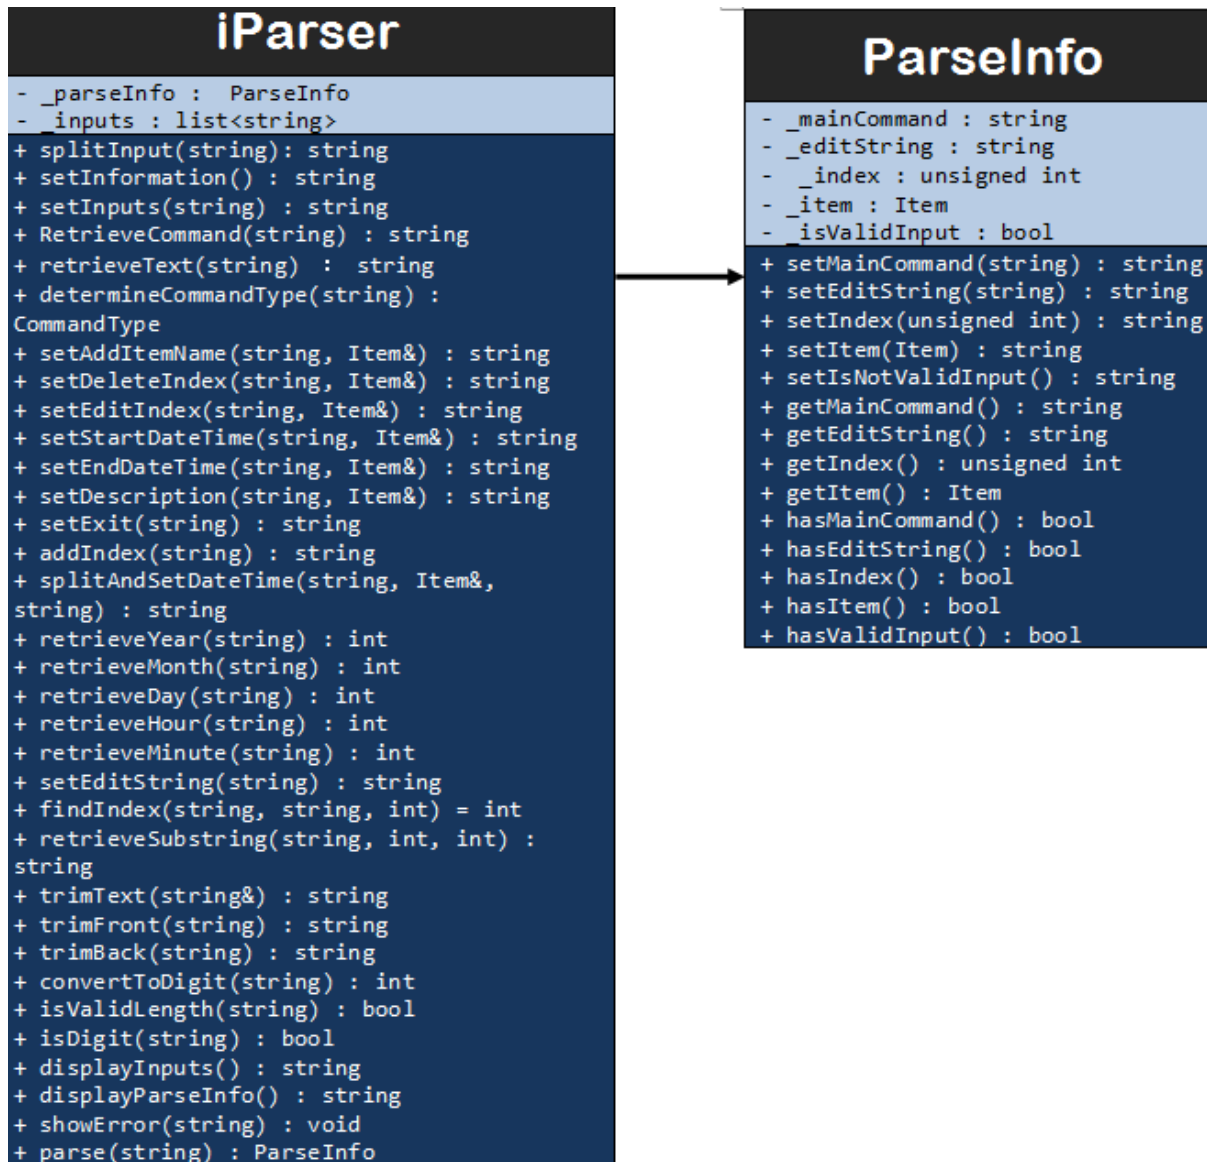 iParser
- _parseInfo :  ParseInfo
- _inputs : list<string>
+ splitInput(string): string
+ setInformation() : string
+ setInputs(string) : string
+ RetrieveCommand(string) : string
+ retrieveText(string) : string
+ determineCommandType(string) :
CommandType
+ setAddItemName(string, Item&) : string
+ setDeleteIndex(string, Item&) : string
+ setEditIndex(string, Item&) : string
+ setStartDateTime(string, Item&) : string
+ setEndDateTime(string, Item&) : string
+ setDescription(string, Item&) : string
+ setExit(string) : string
+ addIndex(string) : string
+ splitAndSetDateTime(string, Item&,
string) : string
+ retrieveYear(string) : int
+ retrieveMonth(string) : int
+ retrieveDay(string) : int
+ retrieveHour(string) : int
+ retrieveMinute(string) : int
+ setEditString(string) : string
+ findIndex(string, string, int) = int
+ retrieveSubstring(string, int, int) :
string
+ trimText(string&) : string
+ trimFront(string) : string
+ trimBack(string) : string
+ convertToDigit(string) : int
+ isValidLength(string) : bool
+ isDigit(string) : bool
+ displayInputs() : string
+ displayParseInfo() : string
+ showError(string) : void
+ parse(string) : ParseInfo
ParseInfo
- _mainCommand : string
- _editString : string
-  _index : unsigned int
- _item : Item
- _isValidInput : bool
+ setMainCommand(string) : string
+ setEditString(string) : string
+ setIndex(unsigned int) : string
+ setItem(Item) : string
+ setIsNotValidInput() : string
+ getMainCommand() : string
+ getEditString() : string
+ getIndex() : unsigned int
+ getItem() : Item
+ hasMainCommand() : bool
+ hasEditString() : bool
+ hasIndex() : bool
+ hasItem() : bool
+ hasValidInput() : bool